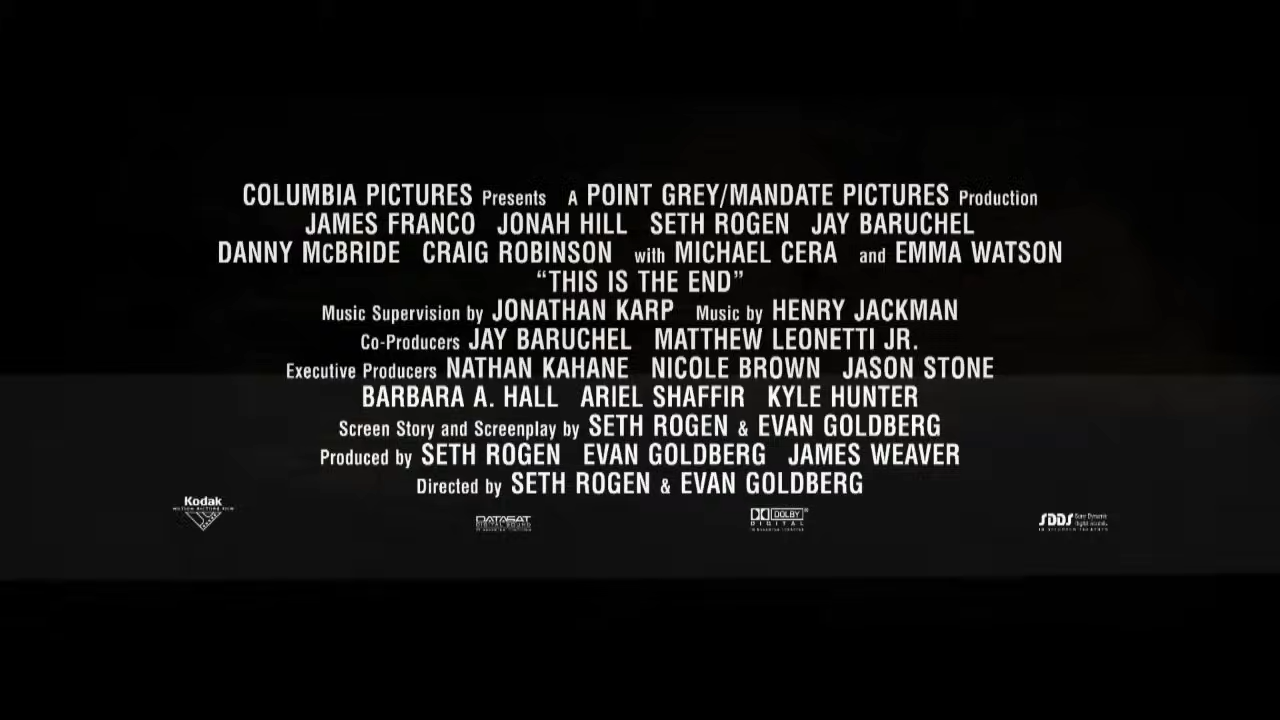 COLUMBIA PICTURES Presents A POINT GREY/MANDATE PICTURES Production
JAMES FRANCO JONAH HILL SETH ROGEN JAY BARUCHEL
DANNY McBRIDE CRAIG ROBINSON with MICHAEL CERA and EMMA WATSON
“THIS IS THE END”
Music Supervision by JONATHAN KARP Music by HENRY JACKMAN
Co-Producers JAY BARUCHEL MATTHEW LEONETTI JR.
Executive Producers NATHAN KAHANE NICOLE BROWN JASON STONE
BARBARA A. HALL ARIEL SHAFFIR KYLE HUNTER
Screen Story and Screenplay by SETH ROGEN & EVAN GOLDBERG
Produced by SETH ROGEN EVAN GOLDBERG JAMES WEAVER
Directed by SETH ROGEN & EVAN GOLDBERG
Kodak
DATASAT
DIGITAL SOUND
DOLBY
DIGITAL
SDDS